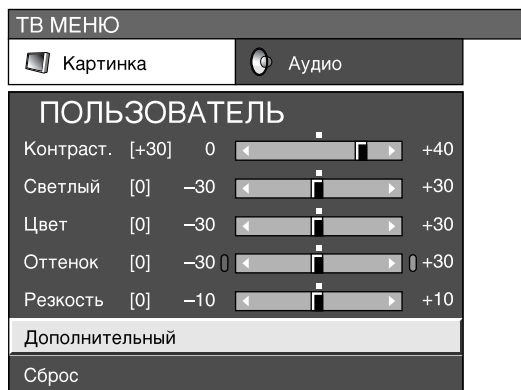 ТВ МЕНЮ
Картинка Аудио
ПОЛЬЗОВАТЕЛЬ
Контраст. [+30] 0 +40
Светлый [0] –30 +30
Цвет [0] –30 +30
Оттенок [0] –30 +30
Резкость [0] –10 +10
Дополнительный
Сброс